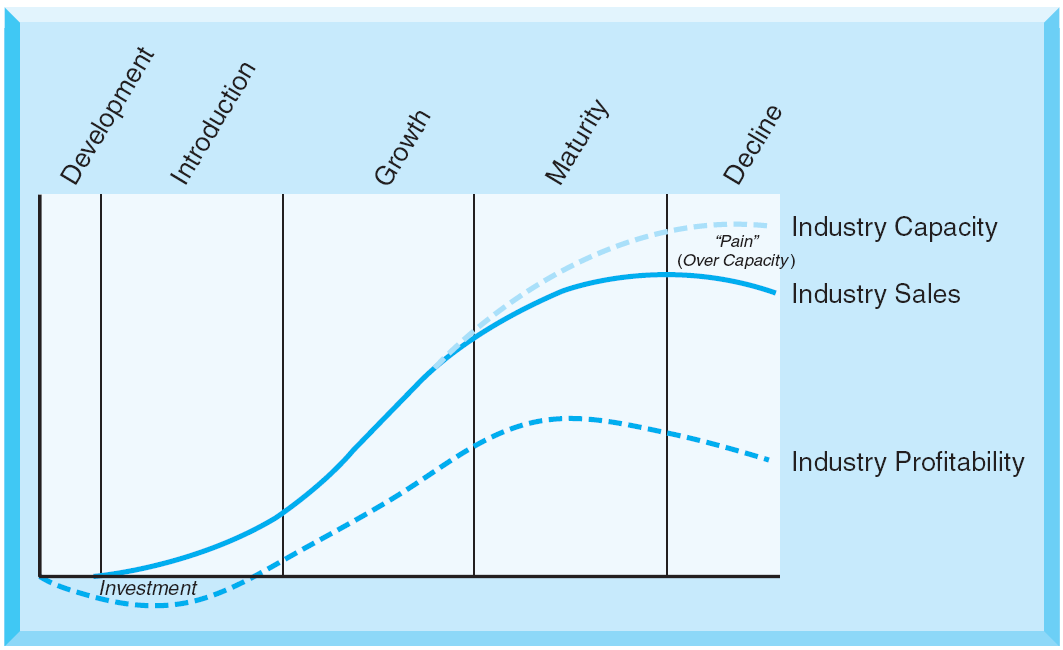 Development
Introduction
Growth
Maturity
Decline
Industry Capacity
“Pain”
(Over Capacity)
Industry Sales
Industry Profitability
Investment